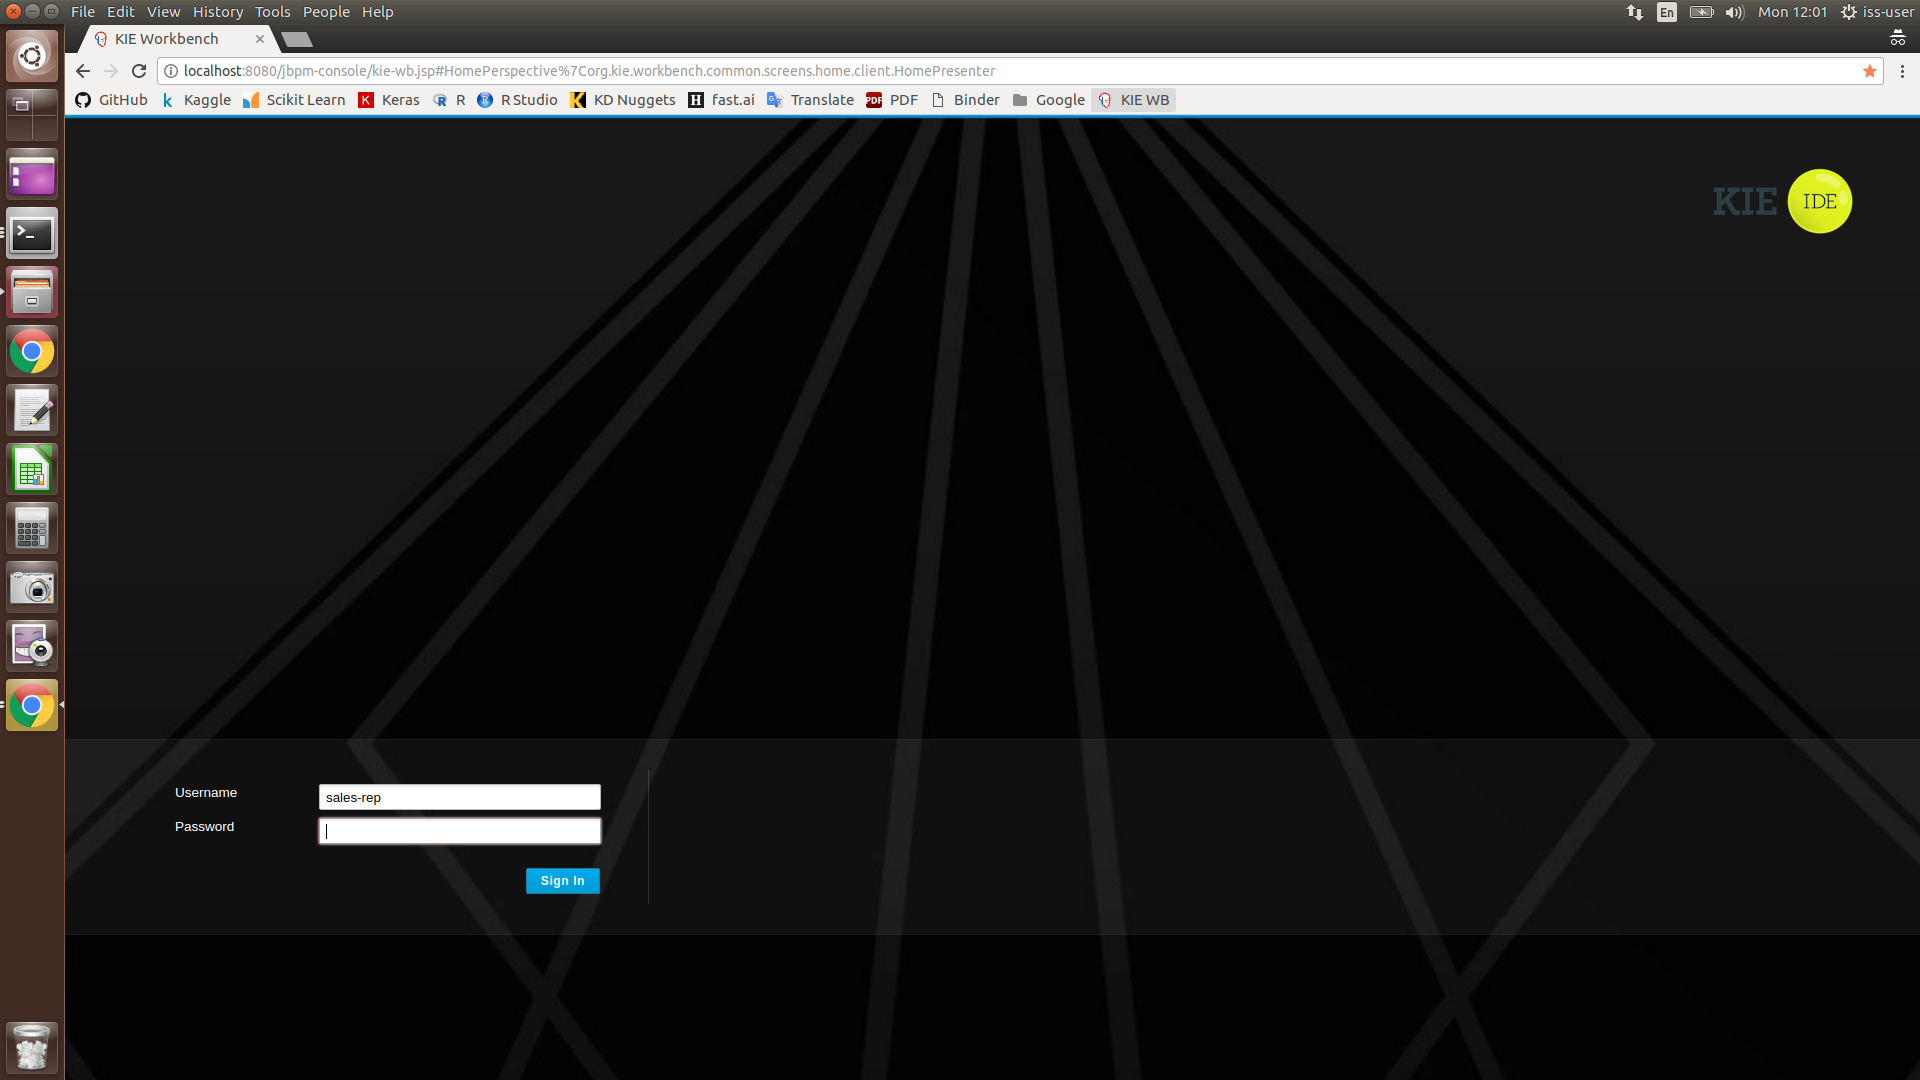 File Edit View History Tools People Help
En Mon 12:01 iss-user
KIE Workbench
localhost:8080/jbpm-console/kie-wb.jsp#HomePerspective%7Corg.kie.workbench.common.screens.home.client.HomePresenter
GitHub k Kaggle Scikit Learn K Keras R R R R Studio K KD Nuggets H fast.ai Translate PDF PDF Binder Google KIE WB
KIE IDE
Username sales-rep
Password
Sign In